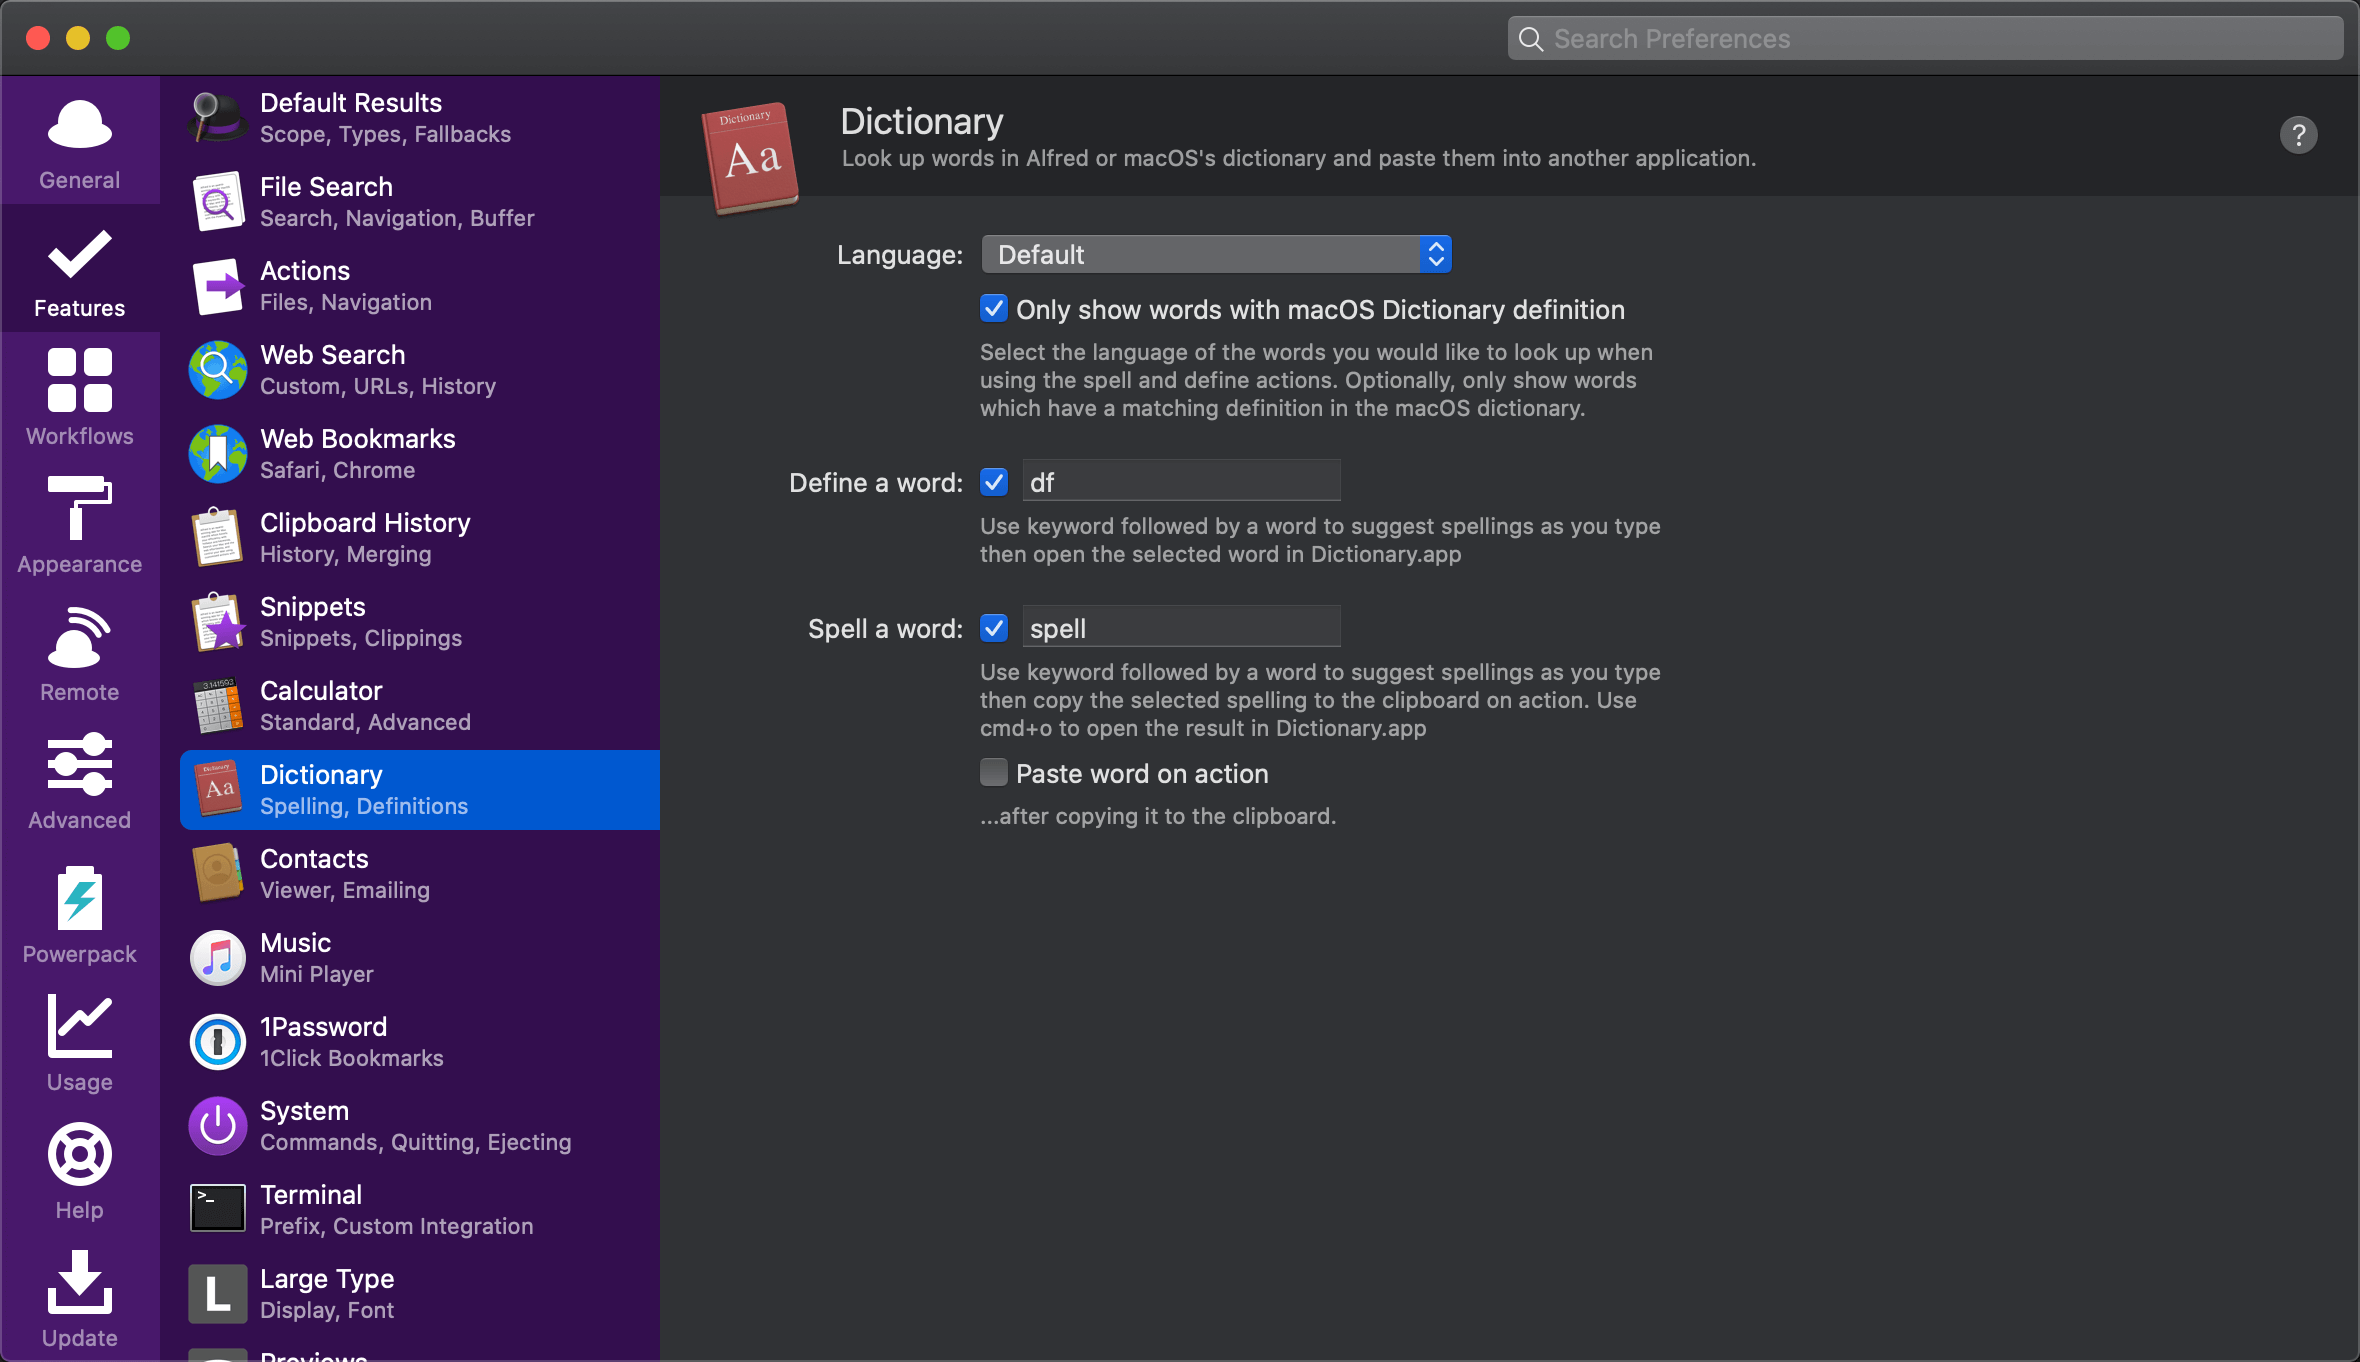 Search Preferences
General
Features
Workflows
Appearance
Remote
Advanced
Powerpack
Usage
Help
Update
Default Results
Scope, Types, Fallbacks
File Search
Search, Navigation, Buffer
Actions
Files, Navigation
Web Search
Custom, URLs, History
Web Bookmarks
Safari, Chrome
Clipboard History
History, Merging
Snippets
Snippets, Clippings
3.141593
Calculator
Standard, Advanced
Dictionary
Aa
Dictionary
Spelling, Definitions
Contacts
Viewer, Emailing
Music
Mini Player
1Password
1Click Bookmarks
System
Commands, Quitting, Ejecting
>_
Terminal
Prefix, Custom Integration
L
Large Type
Display, Font
Previews
Dictionary
Aa
Dictionary
Look up words in Alfred or macOS's dictionary and paste them into another application.
?
Language: Default
Only show words with macOS Dictionary definition
Select the language of the words you would like to look up when
using the spell and define actions. Optionally, only show words
which have a matching definition in the macOS dictionary.
Define a word: df
Use keyword followed by a word to suggest spellings as you type
then open the selected word in Dictionary.app
Spell a word: spell
Use keyword followed by a word to suggest spellings as you type
then copy the selected spelling to the clipboard on action. Use
cmd+o to open the result in Dictionary.app
Paste word on action
...after copying it to the clipboard.